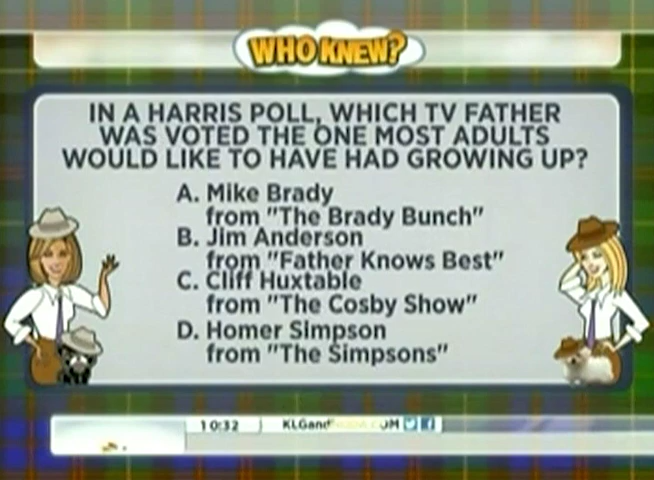 WHO KNEW?
IN A HARRIS POLL, WHICH TV FATHER
WAS VOTED THE ONE MOST ADULTS
WOULD LIKE TO HAVE HAD GROWING UP?
A. Mike Brady
from "The Brady Bunch"
B. Jim Anderson
from "Father Knows Best"
C. Cliff Huxtable
from "The Cosby Show"
D. Homer Simpson
from "The Simpsons"
10:32